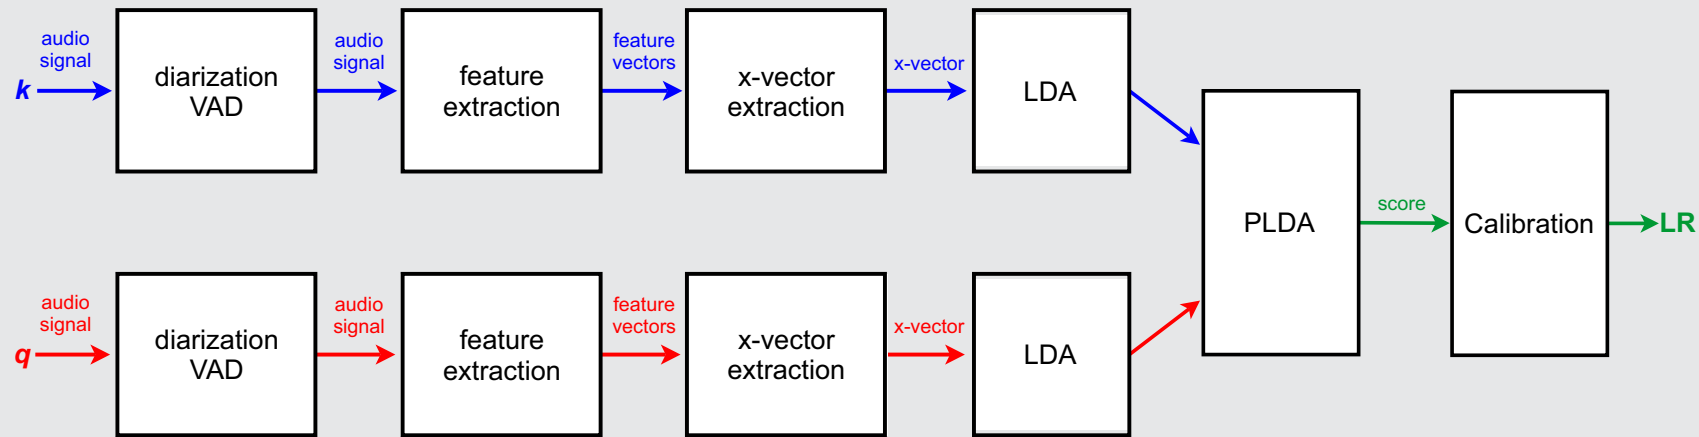 audio
signal
k
diarization
VAD
audio
signal
feature
extraction
feature
vectors
x-vector
extraction
x-vector
LDA
audio
signal
q
diarization
VAD
audio
signal
feature
extraction
feature
vectors
x-vector
extraction
x-vector
LDA
PLDA
score
Calibration
LR